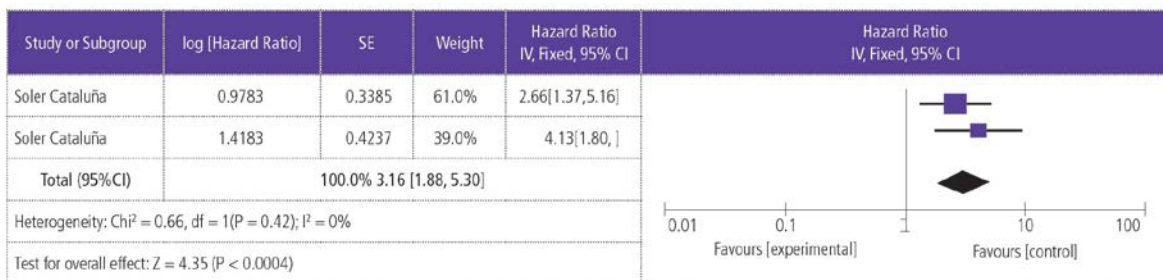 Study or Subgroup log [Hazard Ratio] SE Weight Hazard Ratio
IV, Fixed, 95% CI
Hazard Ratio
IV, Fixed, 95% CI
Soler Cataluña 0.9783 0.3385 61.0% 2.66[1.37,5.16]
Soler Cataluña 1.4183 0.4237 39.0% 4.13[1.80, ]
Total (95%CI) 100.0% 3.16 [1.88, 5.30]
Heterogeneity: Chi² = 0.66, df = 1(P = 0.42); I² = 0%
Test for overall effect: Z = 4.35 (P < 0.0004)
0.01 0.1 1 10 100
Favours [experimental] Favours [control]